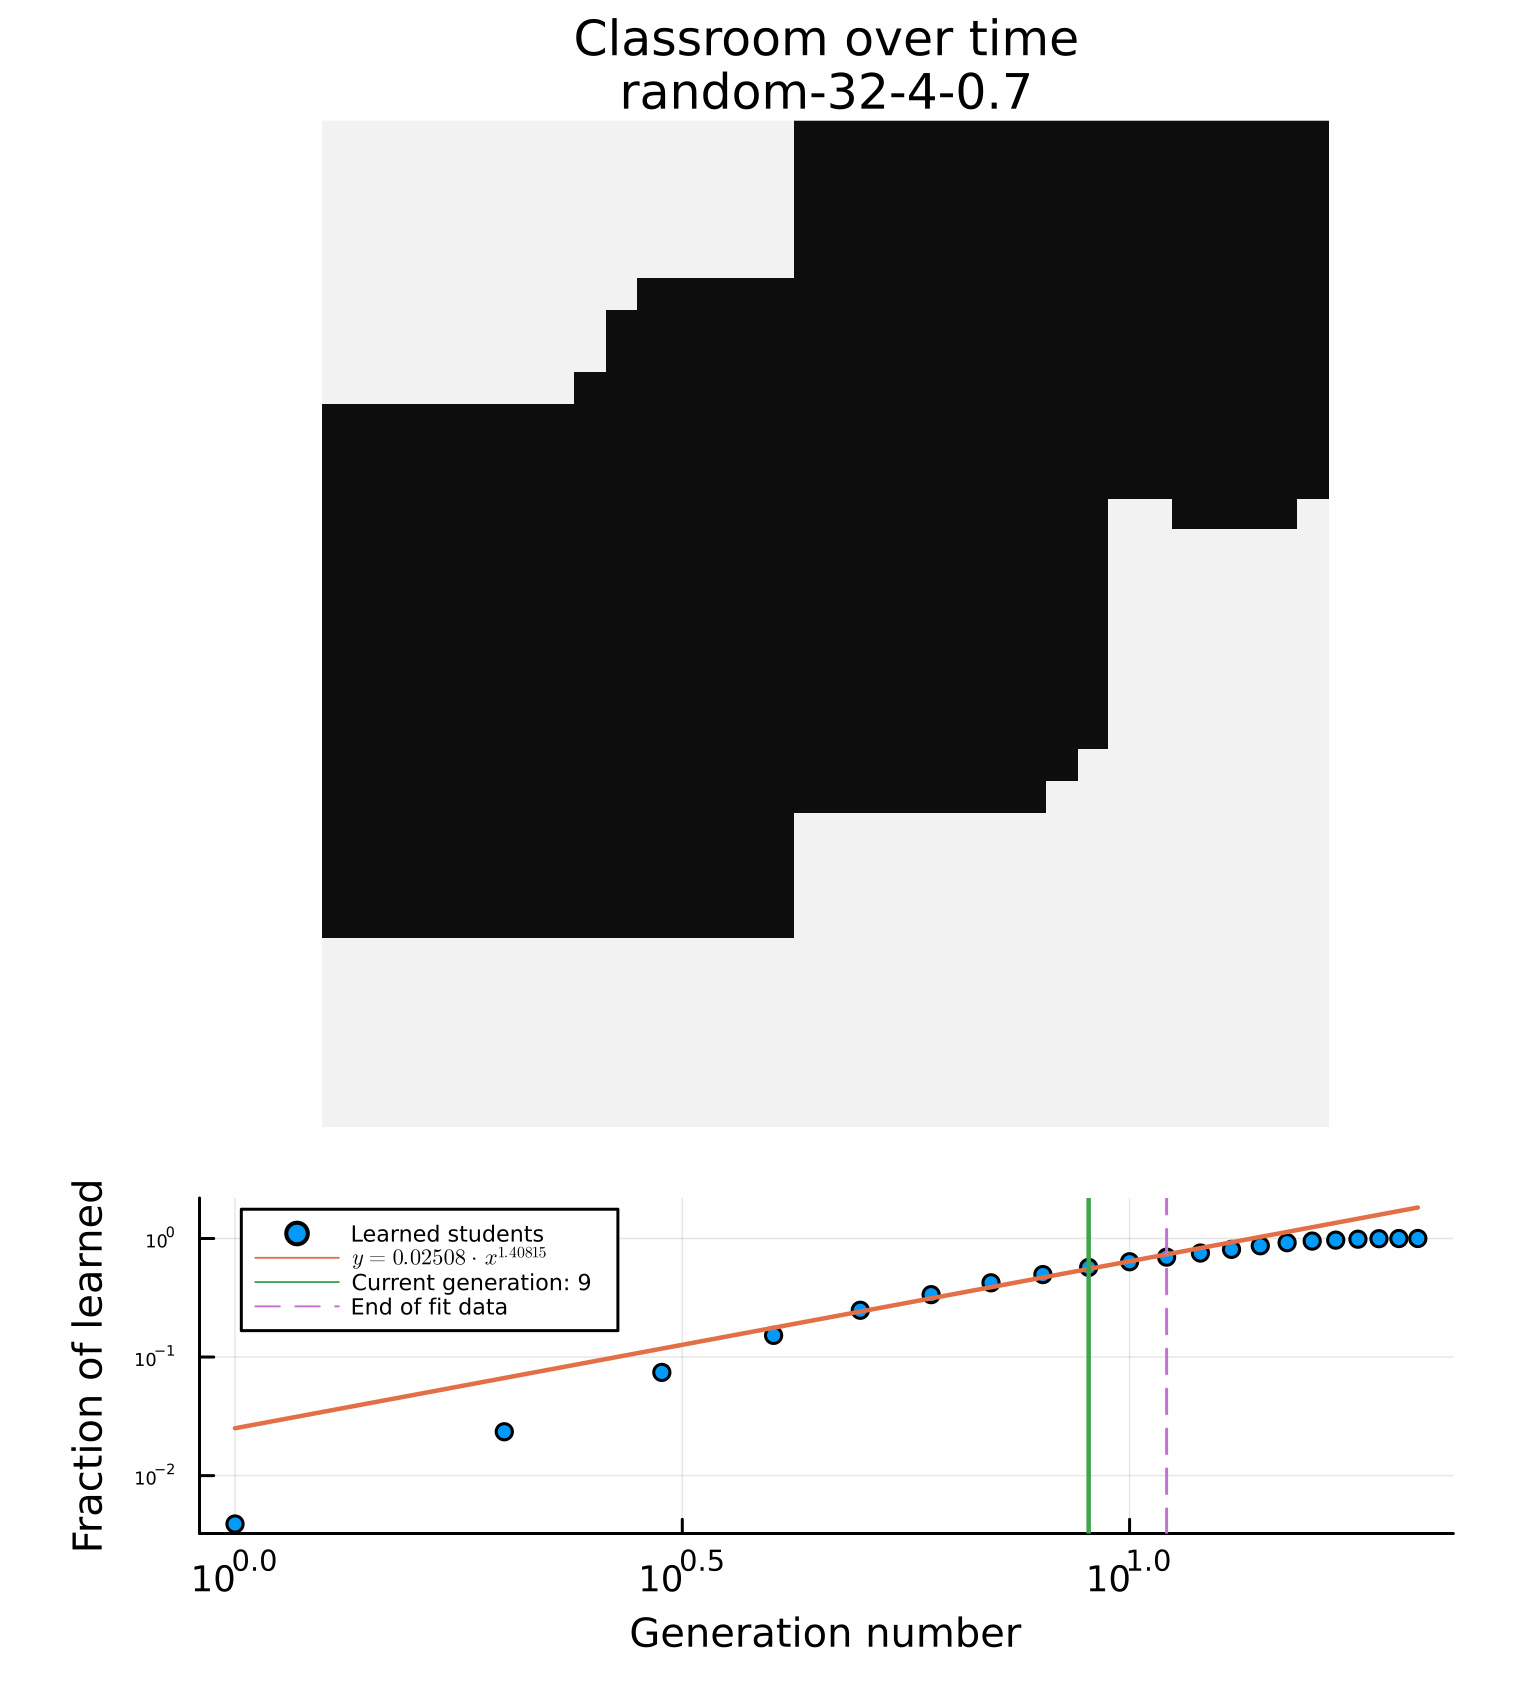 Classroom over time
random-32-4-0.7
Fraction of learned
10⁰
10⁻¹
10⁻²
Learned students
y = 0.02508 · x^1.40815
Current generation: 9
End of fit data
10^0.0 10^0.5 10^1.0
Generation number